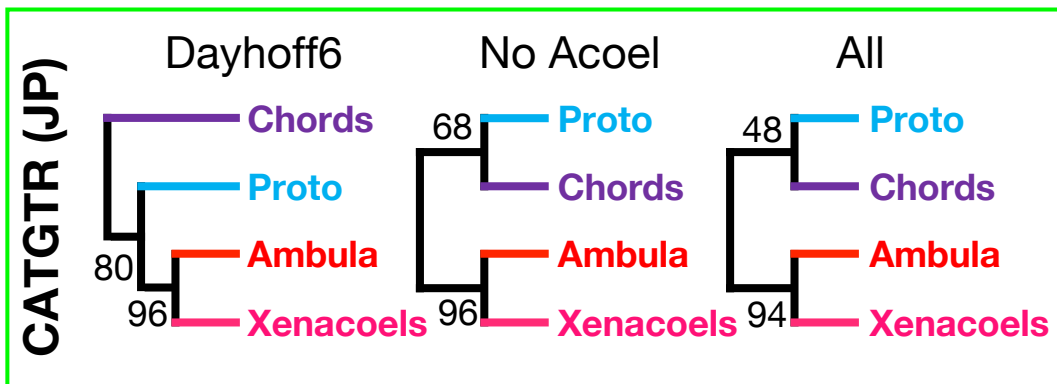 CATGTR (JP)
Dayhoff6
Chords
Proto
80
Ambula
96
Xenacoels
No Acoel
68
Proto
Chords
Ambula
96
Xenacoels
All
48
Proto
Chords
Ambula
94
Xenacoels